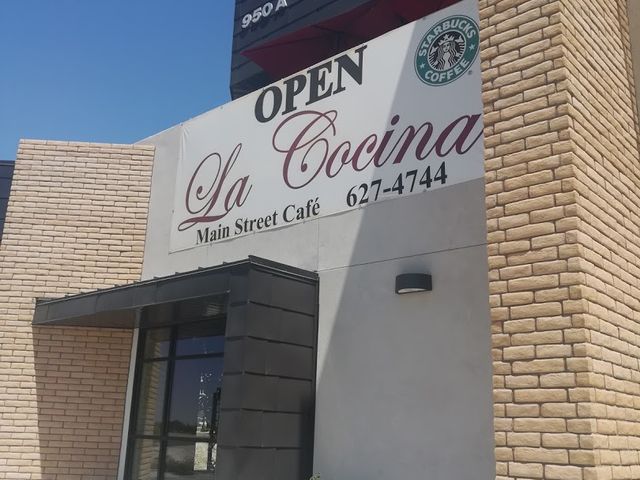 950 A
OPEN
STARBUCKS
COFFEE
La Cocina
Main Street Café 627-4744